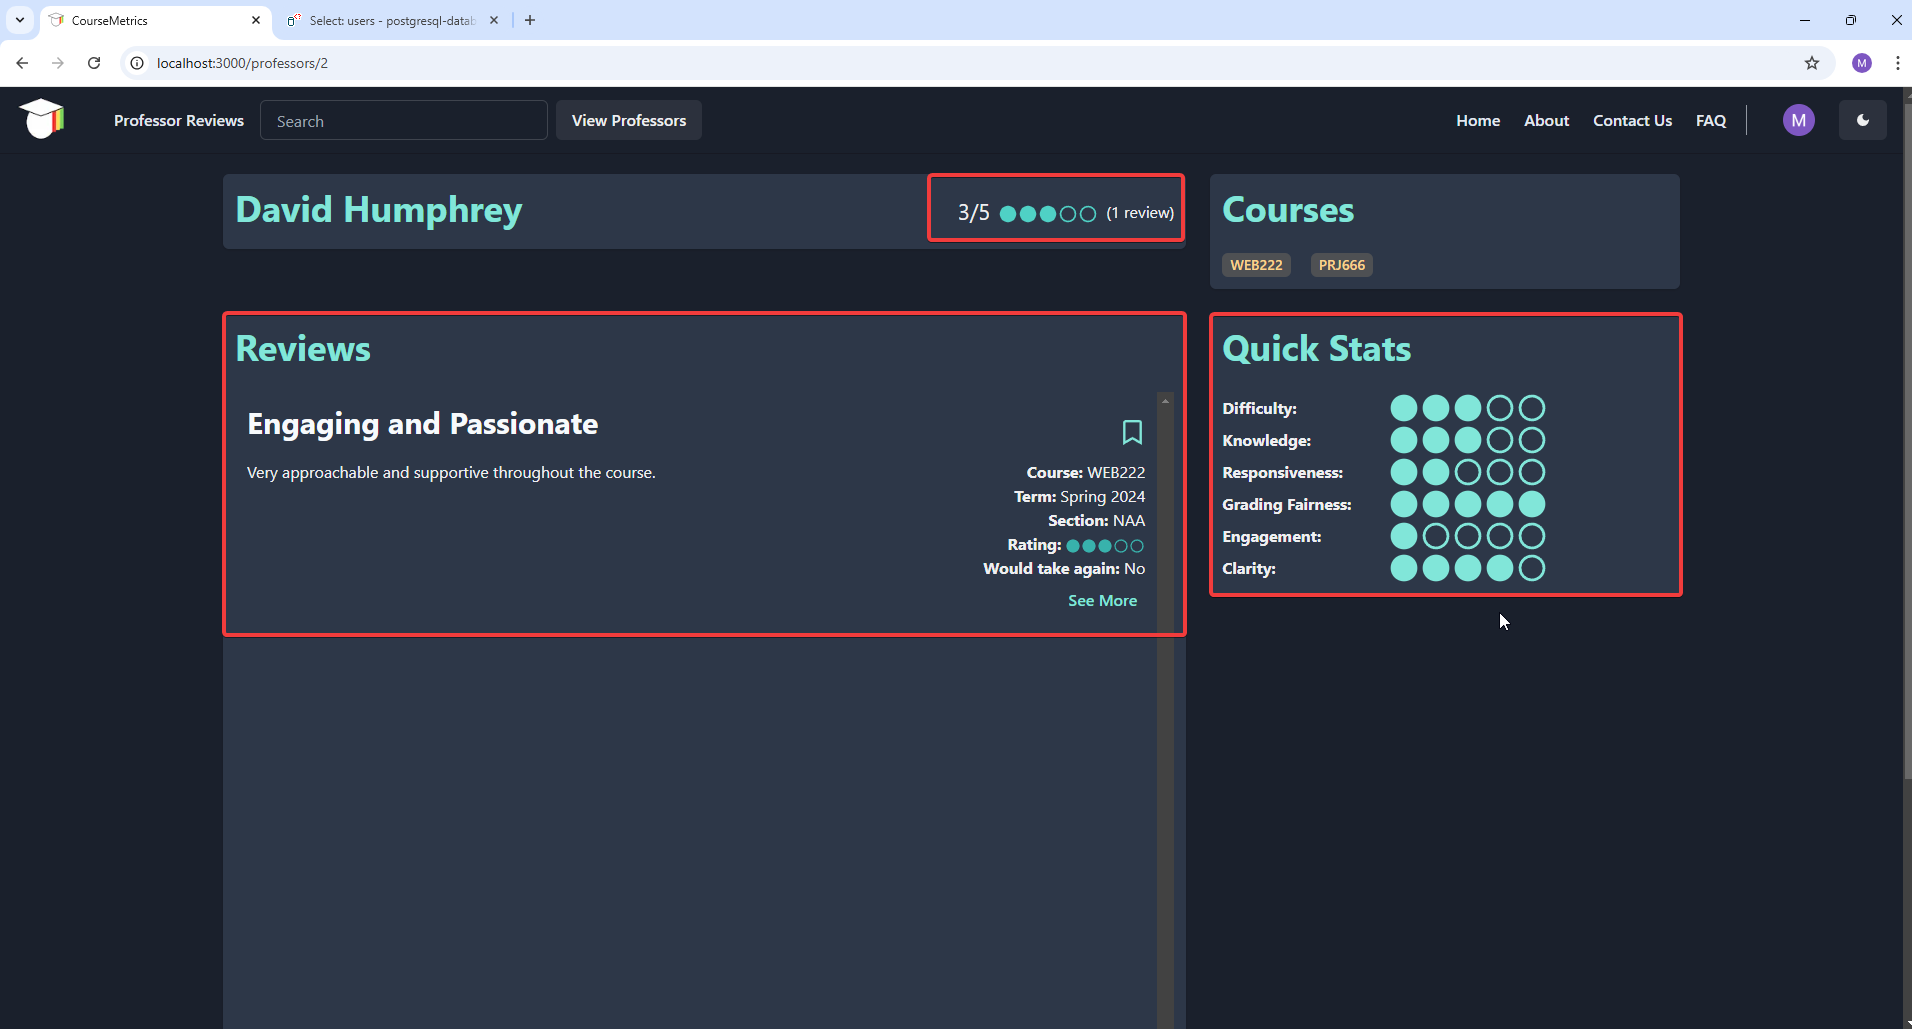 CourseMetrics
Select: users - postgresql-datab
localhost:3000/professors/2
M
Professor Reviews
Search
View Professors
Home
About
Contact Us
FAQ
M
David Humphrey
3/5
(1 review)
Courses
WEB222
PRJ666
Reviews
Engaging and Passionate
Very approachable and supportive throughout the course.
Course: WEB222
Term: Spring 2024
Section: NAA
Rating:
Would take again: No
See More
Quick Stats
Difficulty:
Knowledge:
Responsiveness:
Grading Fairness:
Engagement:
Clarity: